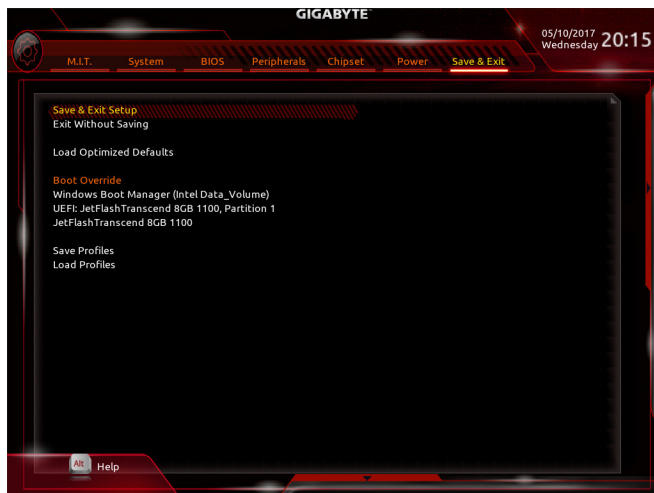 GIGABYTE™
05/10/2017
Wednesday
20:15
M.I.T. System BIOS Peripherals Chipset Power Save & Exit
Save & Exit Setup
Exit Without Saving
Load Optimized Defaults
Boot Override
Windows Boot Manager (Intel Data_Volume)
UEFI: JetFlashTranscend 8GB 1100, Partition 1
JetFlashTranscend 8GB 1100
Save Profiles
Load Profiles
Alt Help